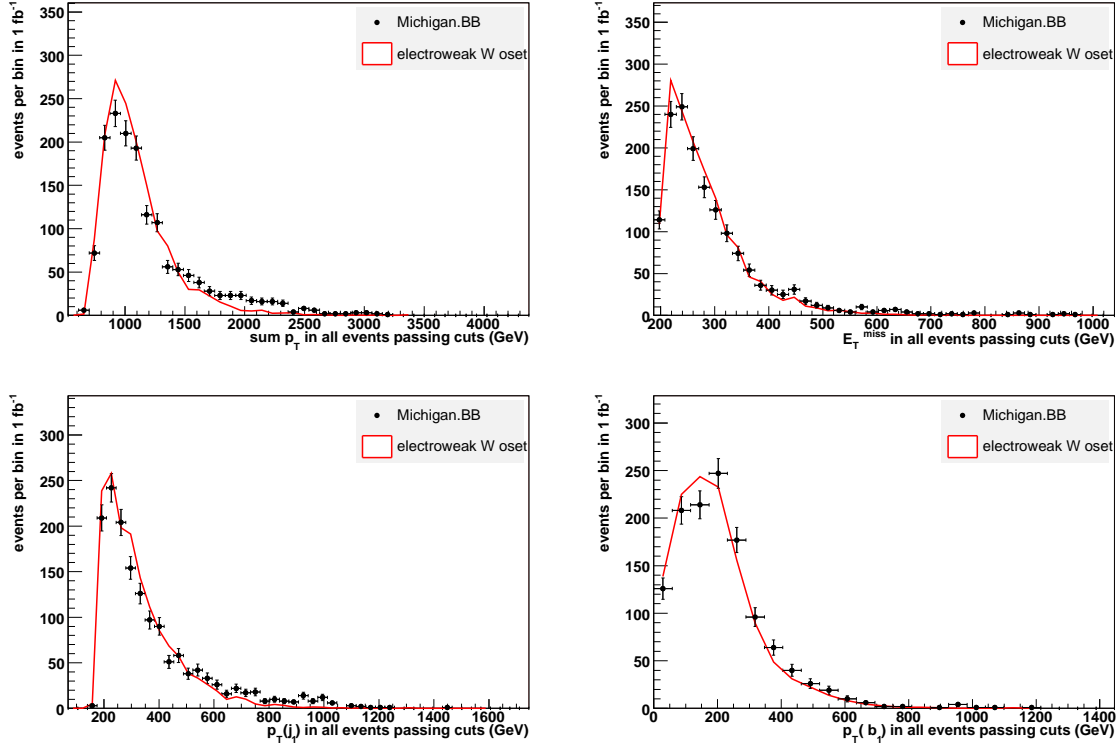 events per bin in 1 fb⁻¹
350
300
250
200
150
100
50
0
Michigan.BB
electroweak W oset
1000 1500 2000 2500 3000 3500 4000
sum p_T in all events passing cuts (GeV)
events per bin in 1 fb⁻¹
350
300
250
200
150
100
50
0
Michigan.BB
electroweak W oset
200 300 400 500 600 700 800 900 1000
E_T^miss in all events passing cuts (GeV)
events per bin in 1 fb⁻¹
300
250
200
150
100
50
0
Michigan.BB
electroweak W oset
200 400 600 800 1000 1200 1400 1600
p_T(j_1) in all events passing cuts (GeV)
events per bin in 1 fb⁻¹
300
250
200
150
100
50
0
Michigan.BB
electroweak W oset
0 200 400 600 800 1000 1200 1400
p_T( b_1) in all events passing cuts (GeV)